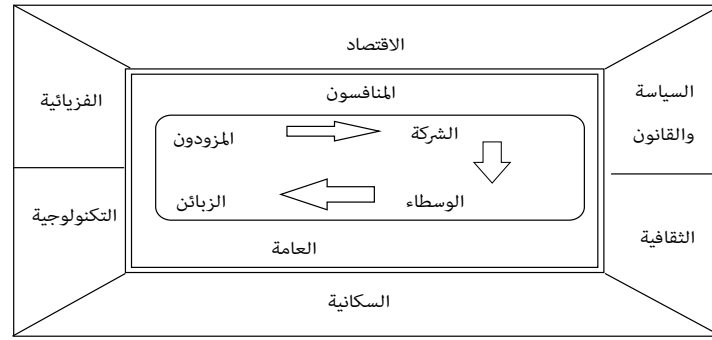 الاقتصاد
السياسة
والقانون
المنافسون
الفزيائية
الشركة
المزودون
الوسطاء
الزبائن
الثقافية
التكنولوجية
العامة
السكانية